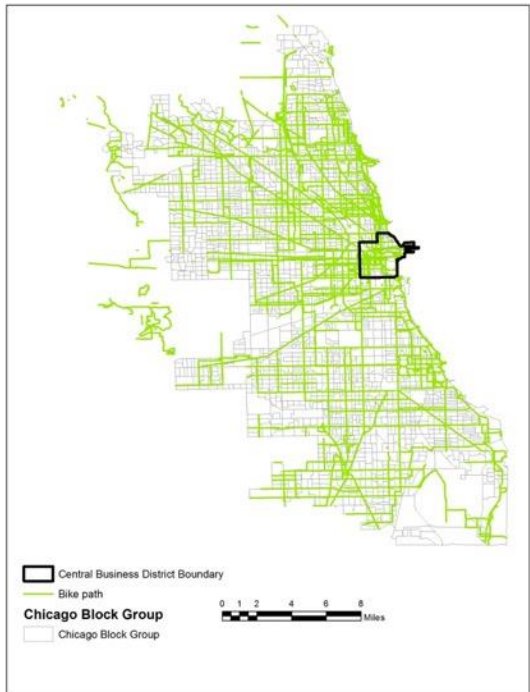 Central Business District Boundary
Bike path
Chicago Block Group
Chicago Block Group
0 1 2 4 6 8
Miles